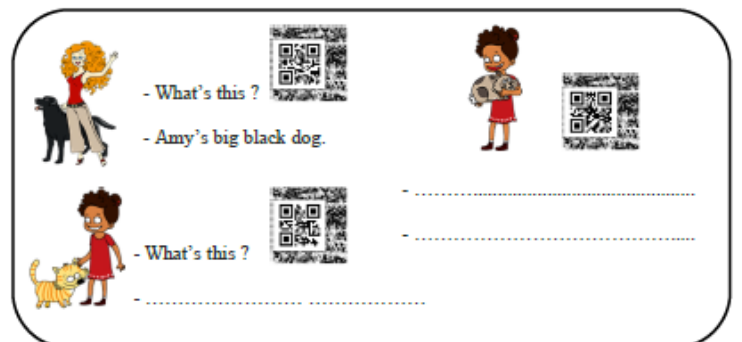 - What's this ?
- Amy's big black dog.
- What's this ?
- ...................... ..................
- ......................................................
- ......................................................